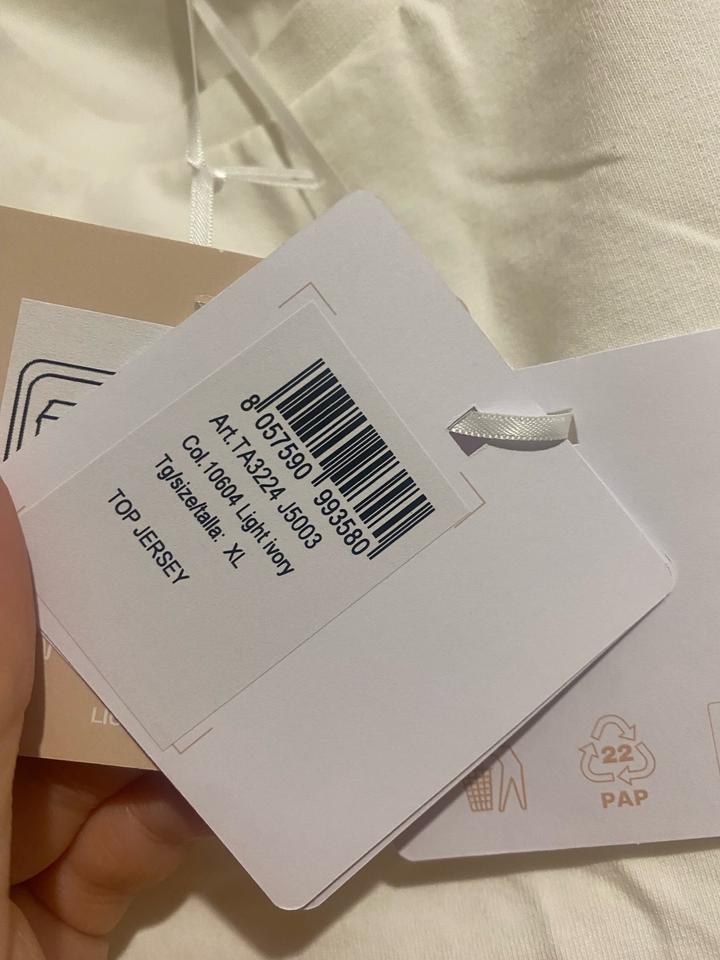 8 057590 993580
Art.TA3224 J5003
Col.10604 Light ivory
Tg/size/talla: XL
TOP JERSEY
22
PAP